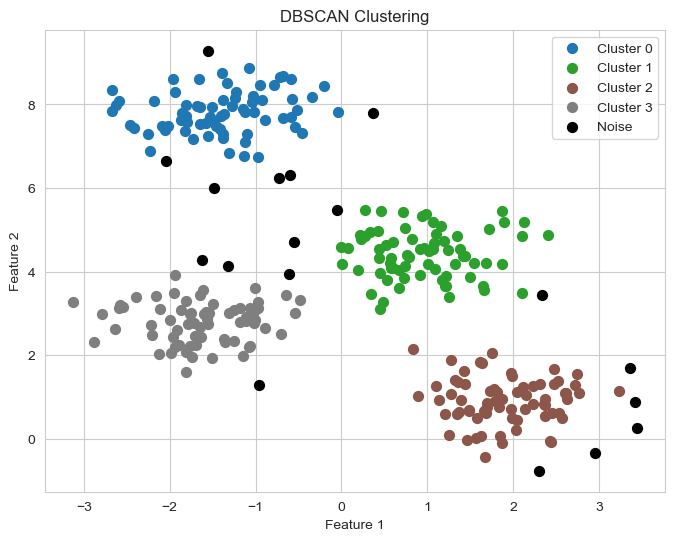 DBSCAN Clustering
Cluster 0
Cluster 1
Cluster 2
Cluster 3
Noise
8
6
4
2
0
Feature 2
−3
−2
−1
0
1
2
3
Feature 1